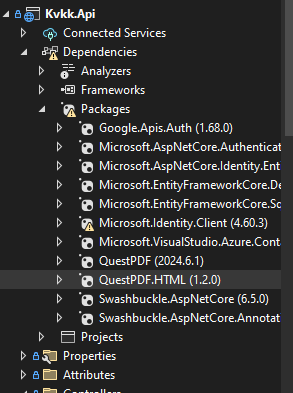 Kvkk.Api
Connected Services
Dependencies
Analyzers
Frameworks
Packages
Google.Apis.Auth (1.68.0)
Microsoft.AspNetCore.Authenticat
Microsoft.AspNetCore.Identity.Ent
Microsoft.EntityFrameworkCore.De
Microsoft.EntityFrameworkCore.Sc
Microsoft.Identity.Client (4.60.3)
Microsoft.VisualStudio.Azure.Cont
QuestPDF (2024.6.1)
QuestPDF.HTML (1.2.0)
Swashbuckle.AspNetCore (6.5.0)
Swashbuckle.AspNetCore.Annotat
Projects
Properties
Attributes
Controllers